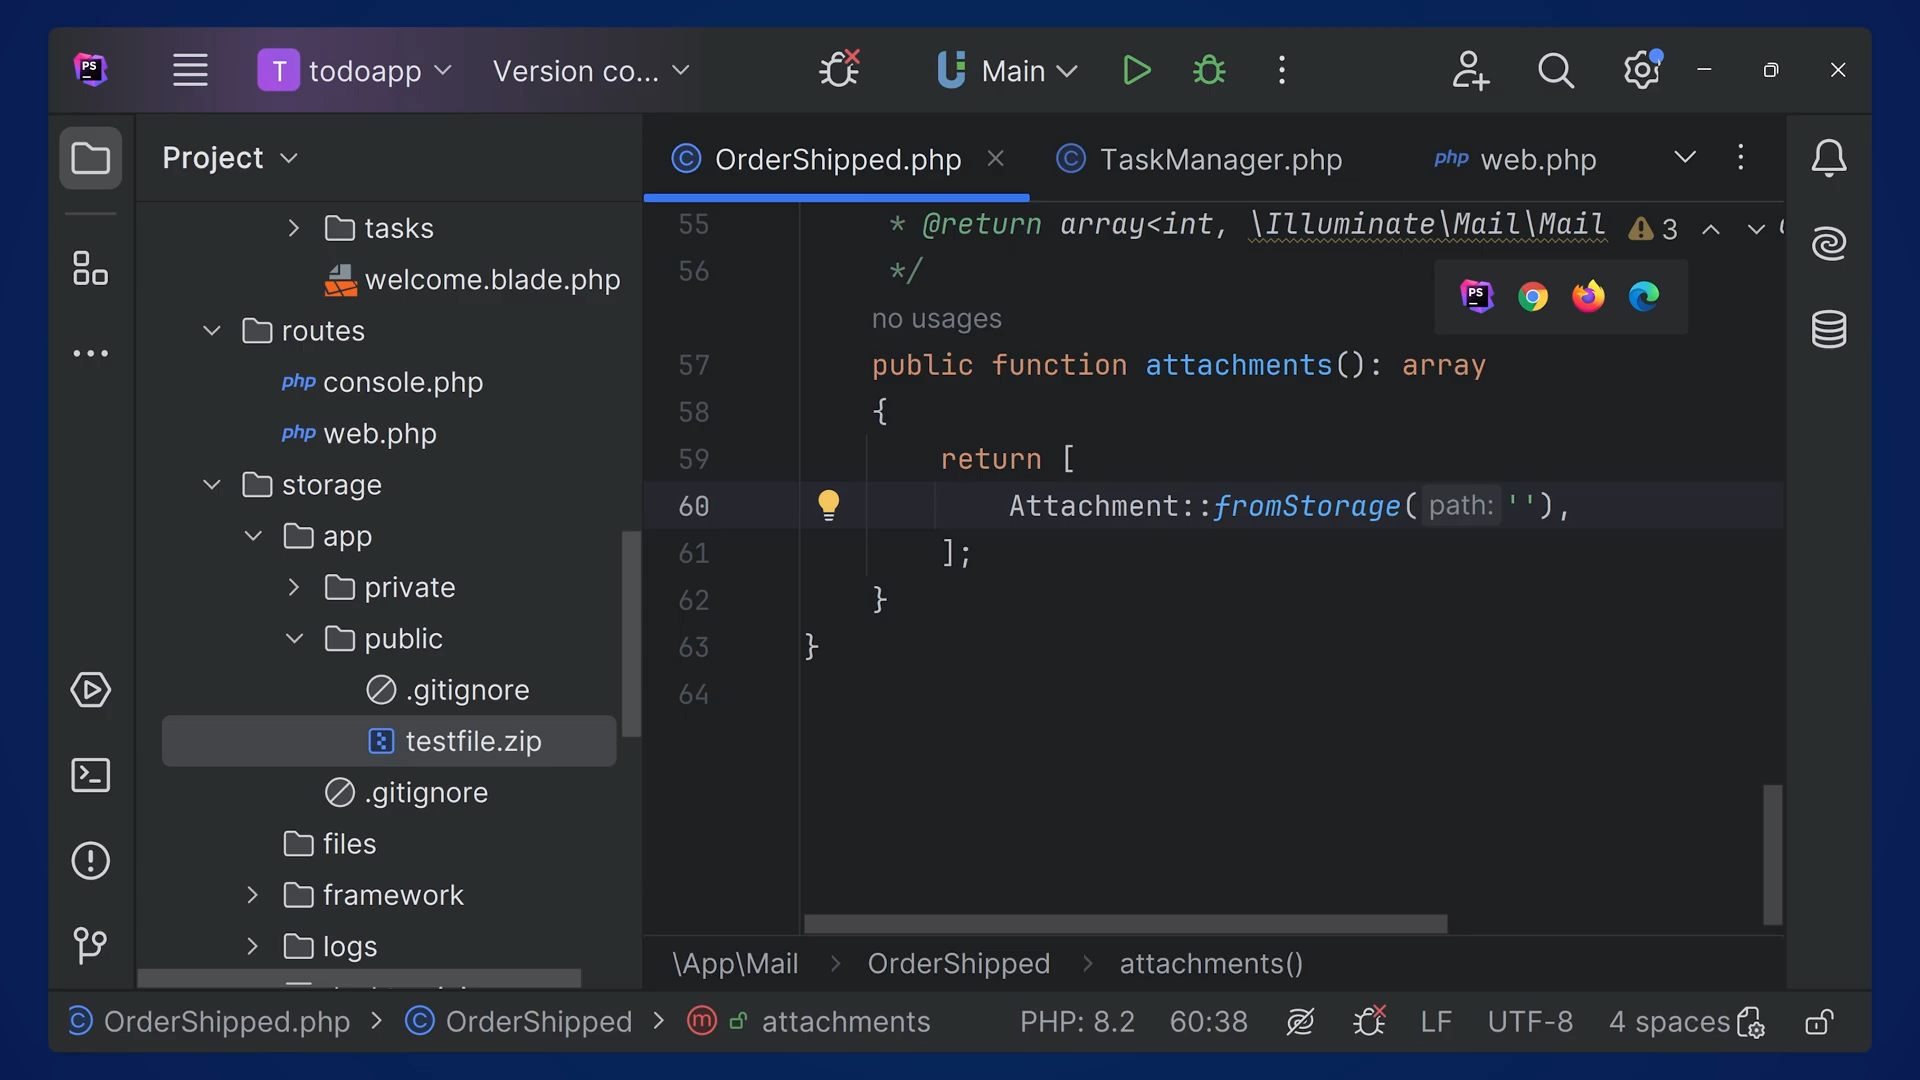 PS
T todoapp
Version co...
Main
Project
OrderShipped.php
TaskManager.php
php web.php
tasks
welcome.blade.php
routes
php console.php
php web.php
storage
app
private
public
.gitignore
testfile.zip
.gitignore
files
framework
logs
55 * @return array<int, \Illuminate\Mail\Mail
3
56 */
PS
no usages
57 public function attachments(): array
58 {
59 return [
60 Attachment::fromStorage( path: ''),
61 ];
62 }
63 }
64
\App\Mail > OrderShipped > attachments()
OrderShipped.php > OrderShipped > m attachments
PHP: 8.2 60:38 LF UTF-8 4 spaces